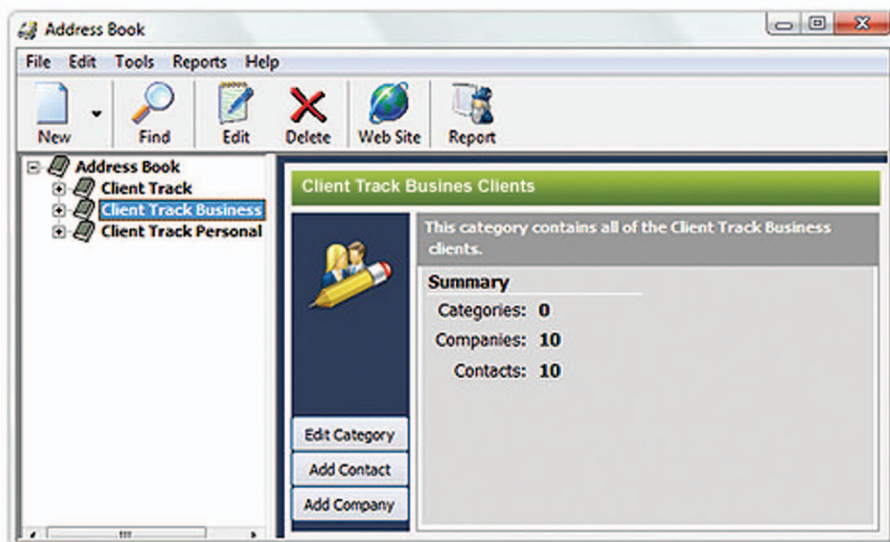 Address Book
File Edit Tools Reports Help
New Find Edit Delete Web Site Report
Address Book
Client Track
Client Track Business
Client Track Personal
Client Track Busines Clients
This category contains all of the Client Track Business
clients.
Summary
Categories: 0
Companies: 10
Contacts: 10
Edit Category
Add Contact
Add Company